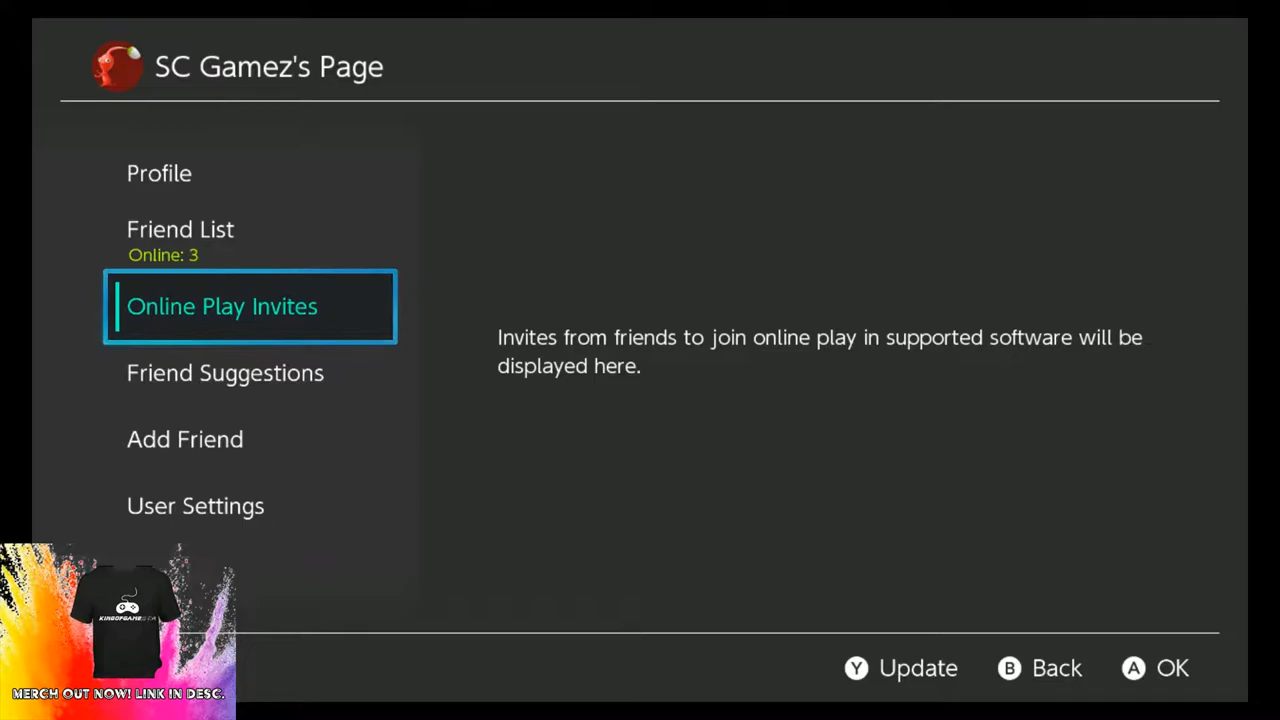 SC Gamez's Page
Profile
Friend List
Online: 3
Online Play Invites
Friend Suggestions
Add Friend
User Settings
Invites from friends to join online play in supported software will be
displayed here.
MERCH OUT NOW! LINK IN DESC.
Y Update B Back A OK